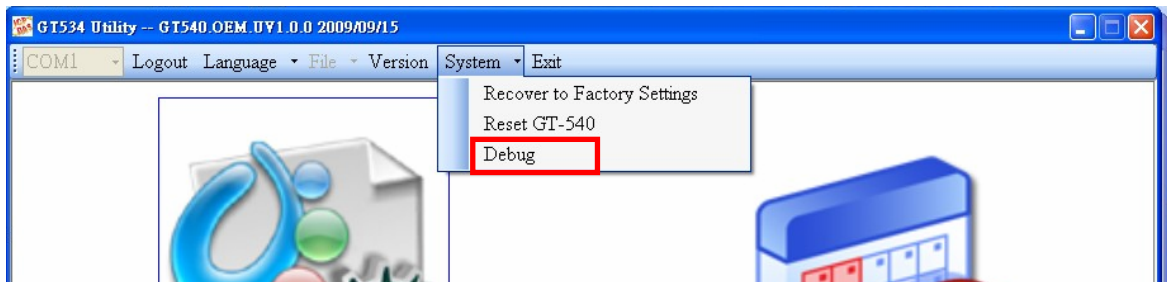 GT534 Utility -- GT540.OEM.UV1.0.0 2009/09/15
COM1 Logout Language File Version System Exit
Recover to Factory Settings
Reset GT-540
Debug